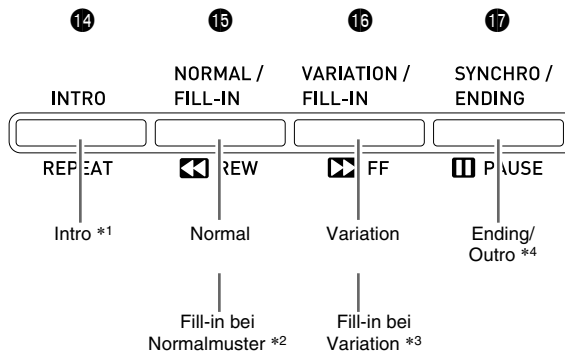 ⓮ ⓯ ⓰ ⓱
NORMAL / VARIATION / SYNCHRO /
INTRO FILL-IN FILL-IN ENDING
REPEAT REW FF PAUSE
Intro *1 Normal Variation Ending/
Outro *4
Fill-in bei Fill-in bei
Normalmuster *2 Variation *3